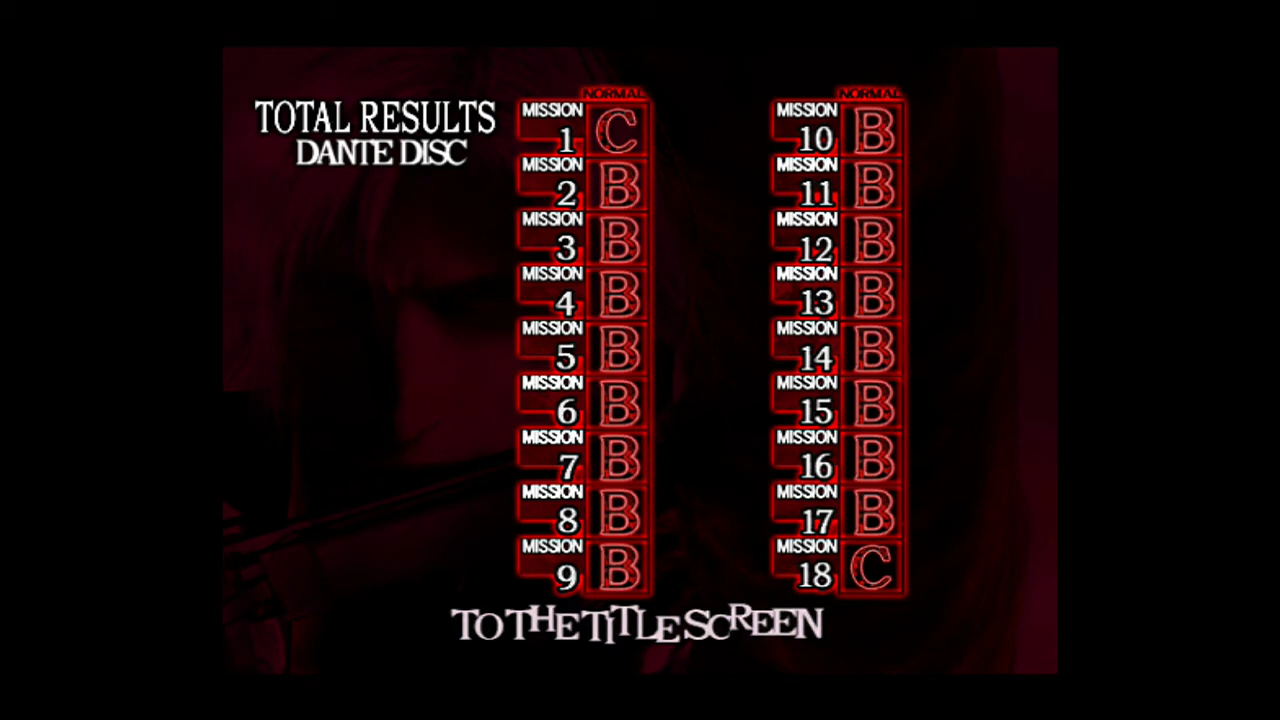 TOTAL RESULTS
DANTE DISC
NORMAL
MISSION 1 C
MISSION 2 B
MISSION 3 B
MISSION 4 B
MISSION 5 B
MISSION 6 B
MISSION 7 B
MISSION 8 B
MISSION 9 B
NORMAL
MISSION 10 B
MISSION 11 B
MISSION 12 B
MISSION 13 B
MISSION 14 B
MISSION 15 B
MISSION 16 B
MISSION 17 B
MISSION 18 C
TO THE TITLE SCREEN